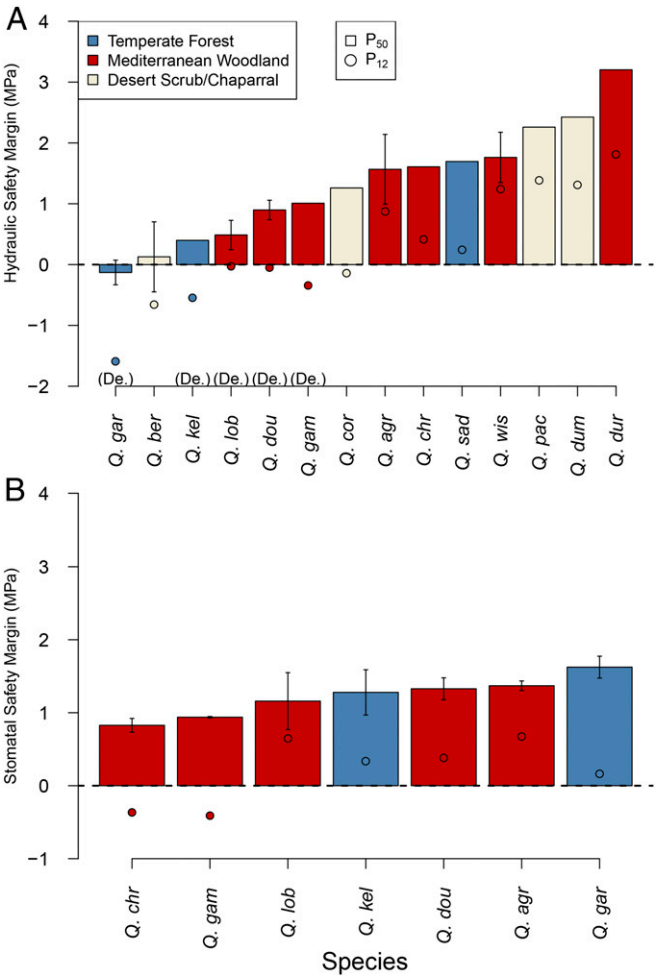 A
Hydraulic Safety Margin (MPa)
4
3
2
1
0
−1
−2
Temperate Forest
Mediterranean Woodland
Desert Scrub/Chaparral
P50
P12
(De.) (De.) (De.) (De.) (De.)
Q. gar
Q. ber
Q. kel
Q. lob
Q. dou
Q. gam
Q. cor
Q. agr
Q. chr
Q. sad
Q. wis
Q. pac
Q. dum
Q. dur
B
Stomatal Safety Margin (MPa)
4
3
2
1
0
−1
Q. chr
Q. gam
Q. lob
Q. kel
Q. dou
Q. agr
Q. gar
Species